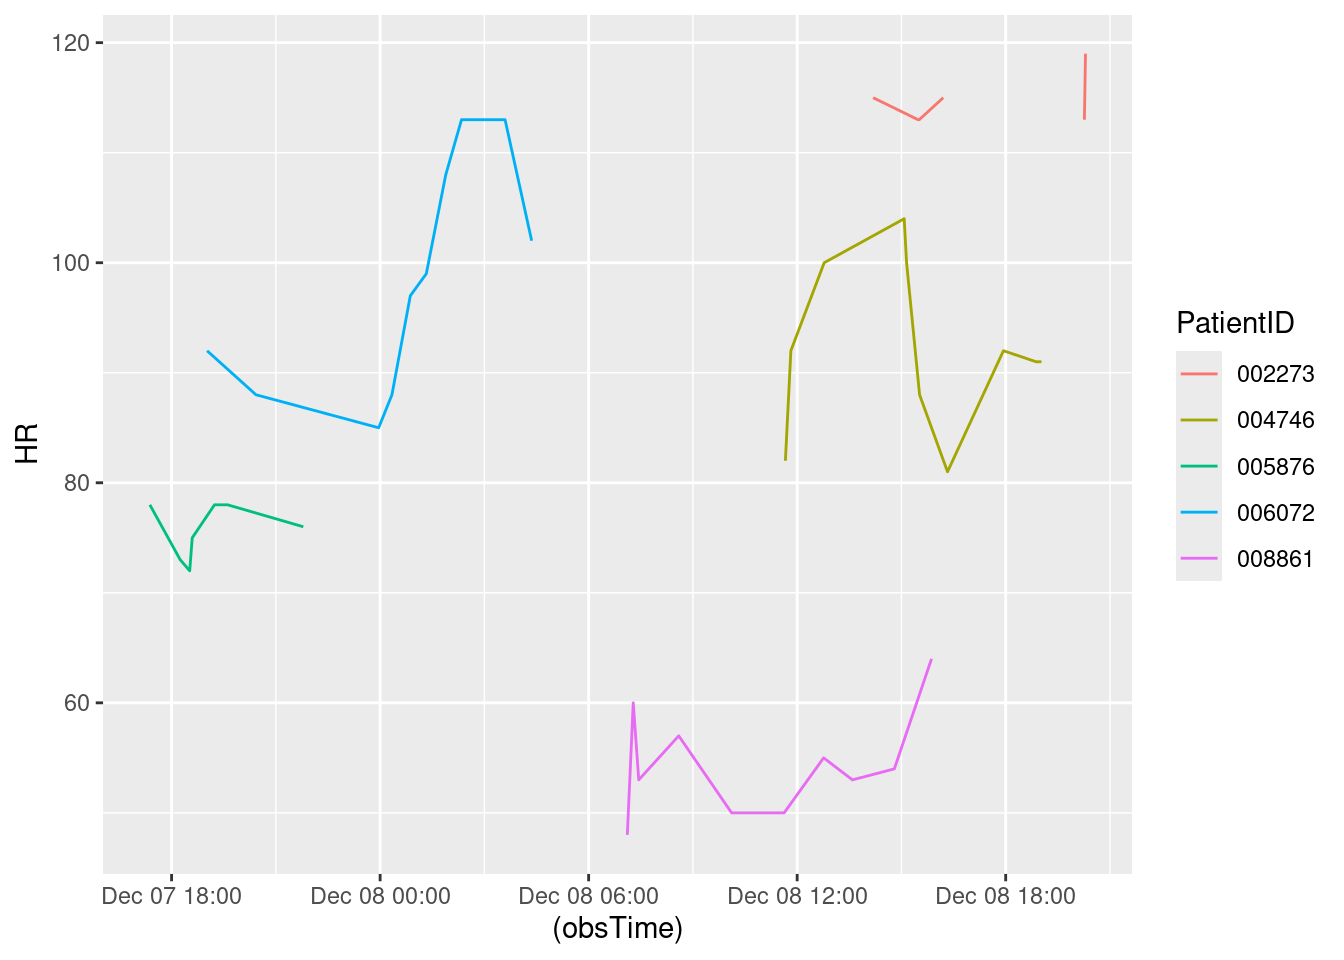 120
100
80
60
HR
Dec 07 18:00
Dec 08 00:00
Dec 08 06:00
Dec 08 12:00
Dec 08 18:00
(obsTime)
PatientID
002273
004746
005876
006072
008861